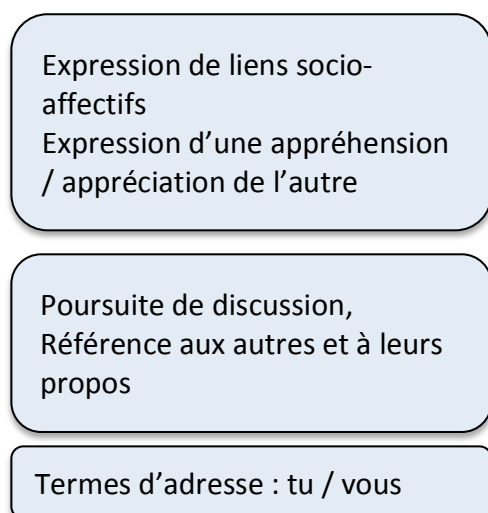 Expression de liens socio-
affectifs
Expression d’une appréhension
/ appréciation de l’autre
Poursuite de discussion,
Référence aux autres et à leurs
propos
Termes d’adresse : tu / vous